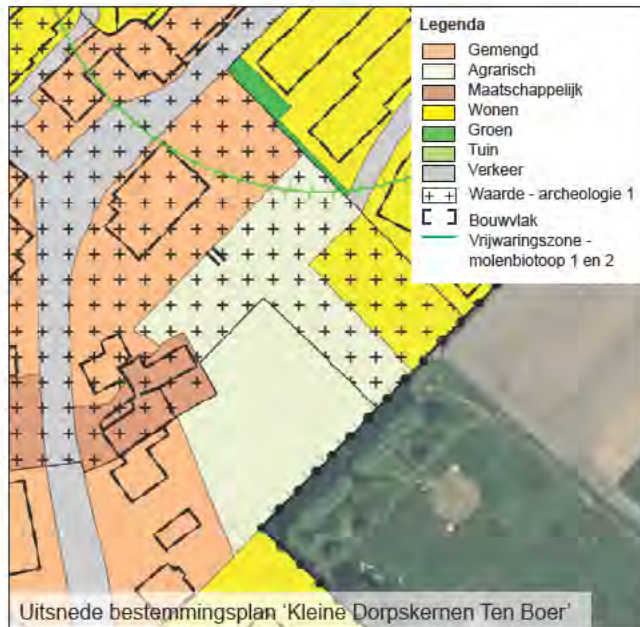 Legenda
Gemengd
Agrarisch
Maatschappelijk
Wonen
Groen
Tuin
Verkeer
Waarde - archeologie 1
Bouwvlak
Vrijwaringszone -
molenbiotoop 1 en 2
Uitsnede bestemmingsplan 'Kleine Dorpskernen Ten Boer'